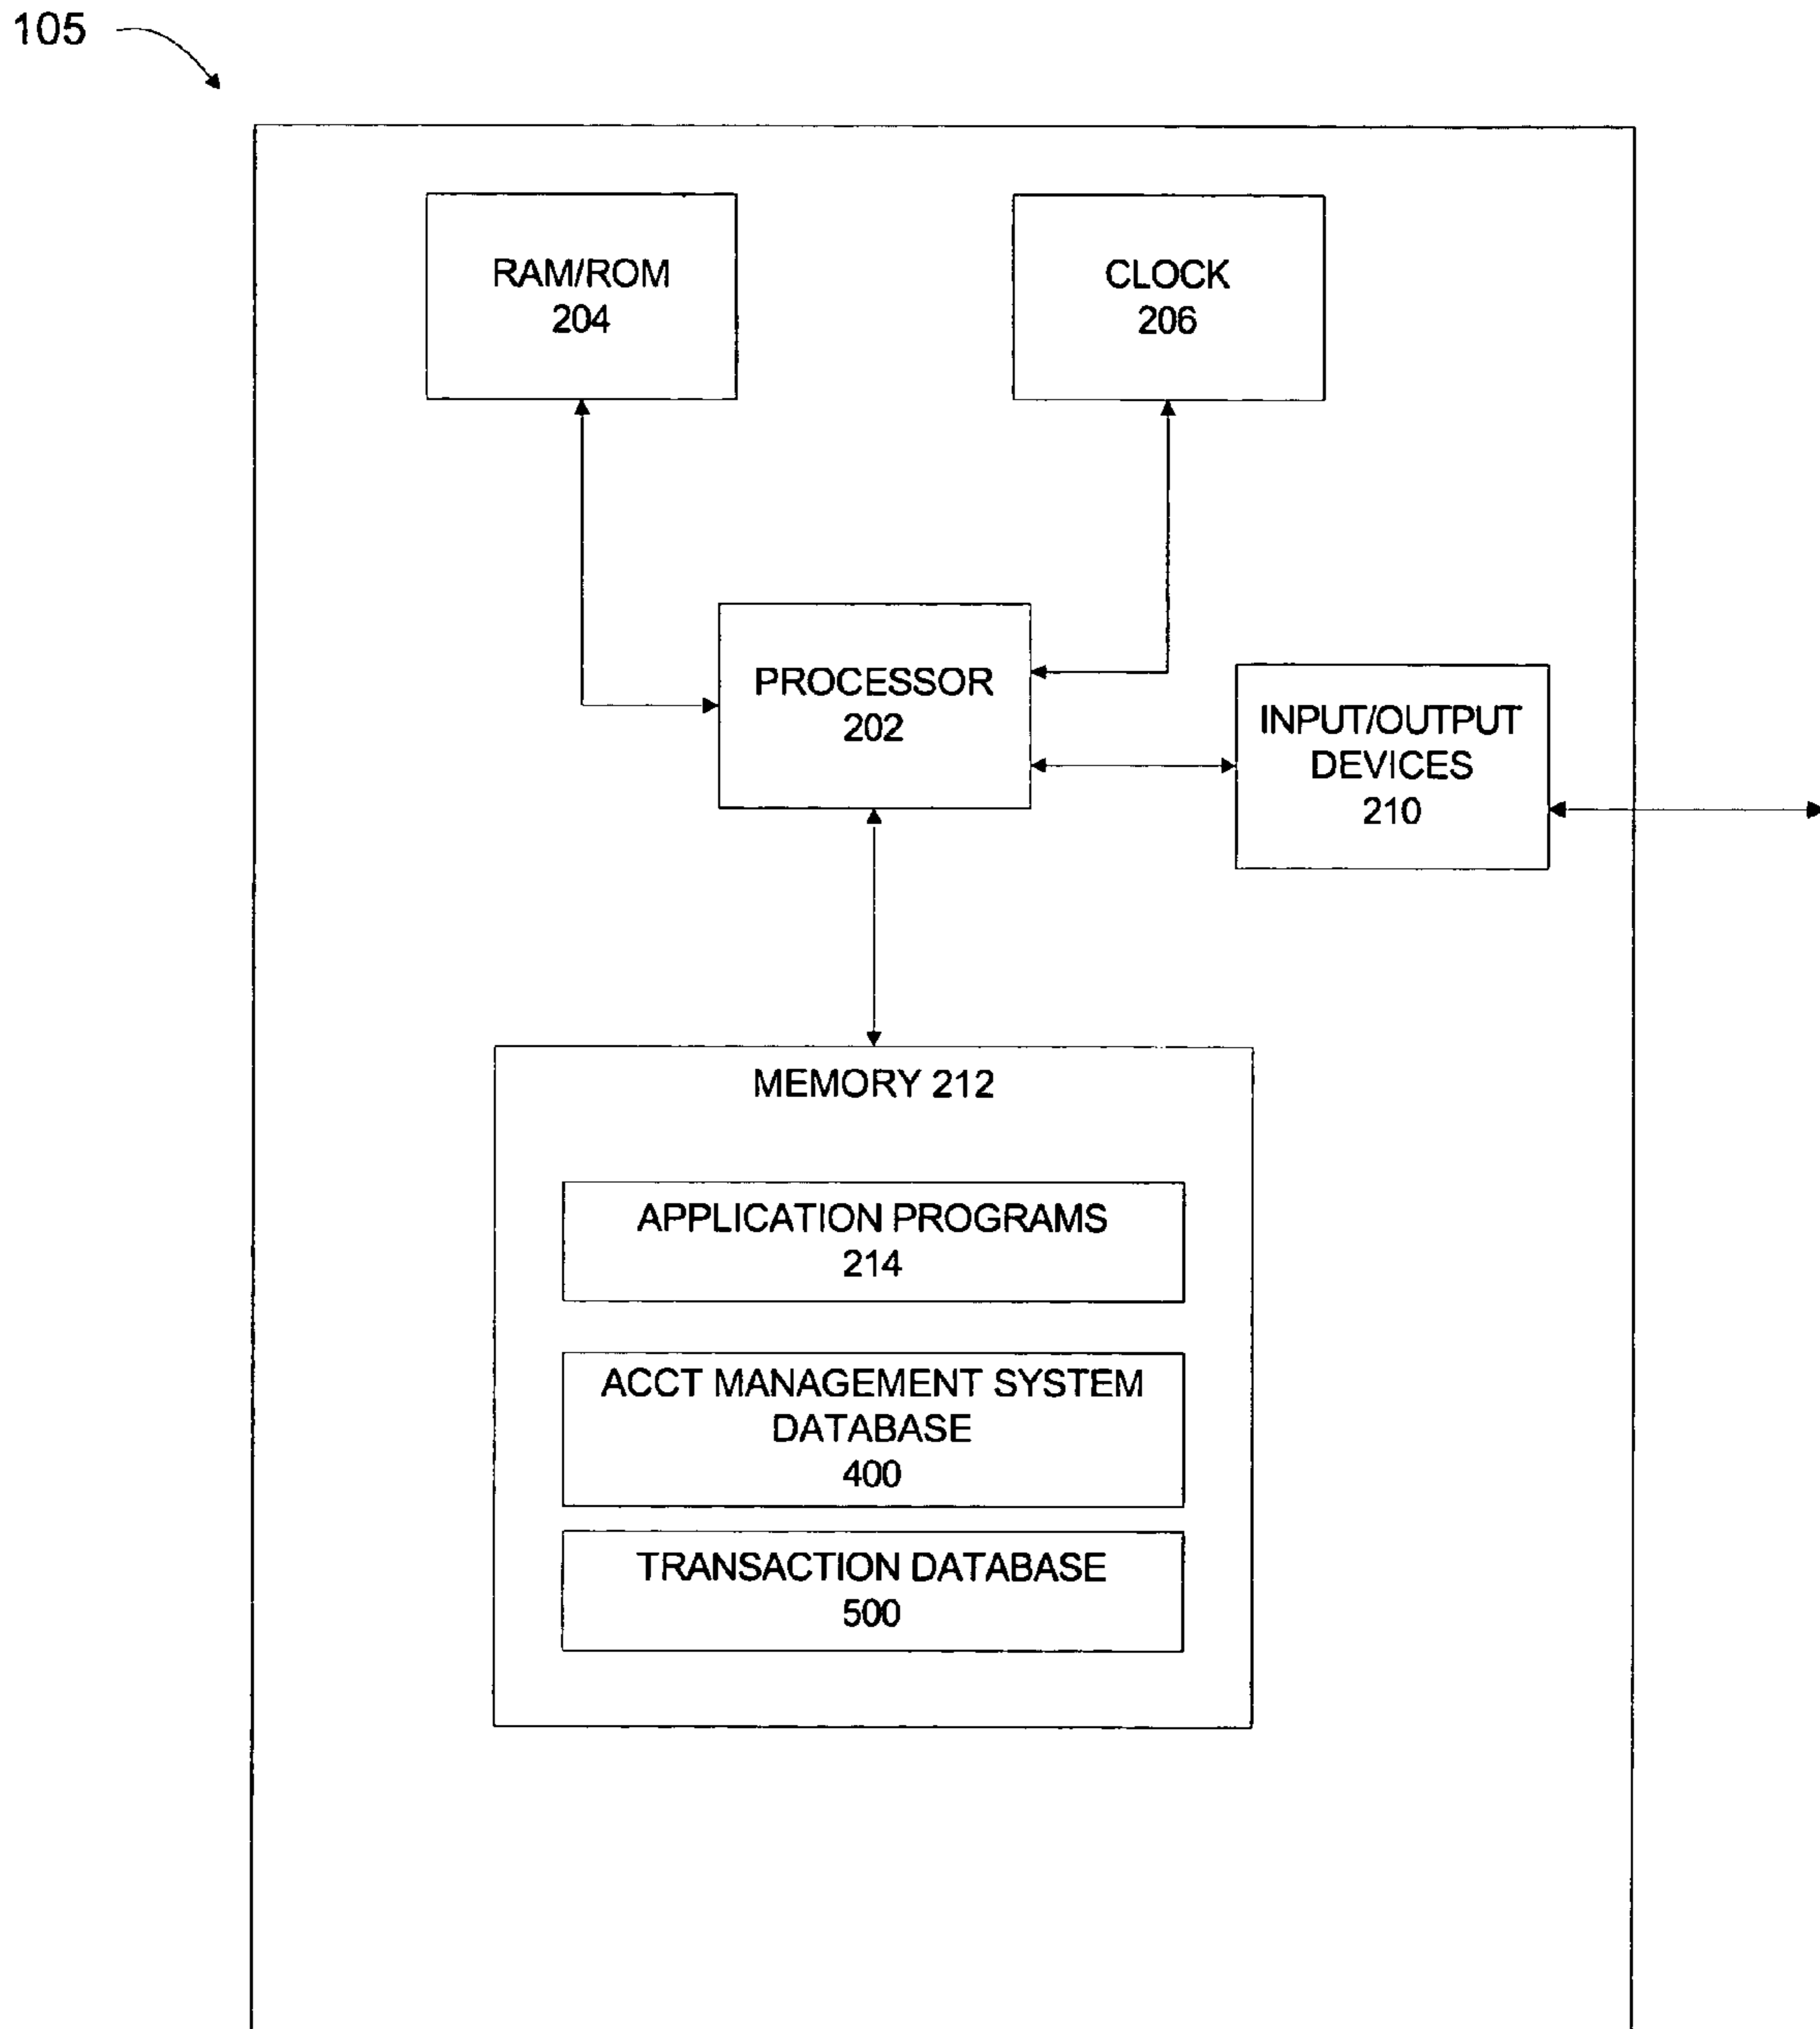 105
RAM/ROM
204
CLOCK
206
PROCESSOR
202
INPUT/OUTPUT
DEVICES
210
MEMORY 212
APPLICATION PROGRAMS
214
ACCT MANAGEMENT SYSTEM
DATABASE
400
TRANSACTION DATABASE
500